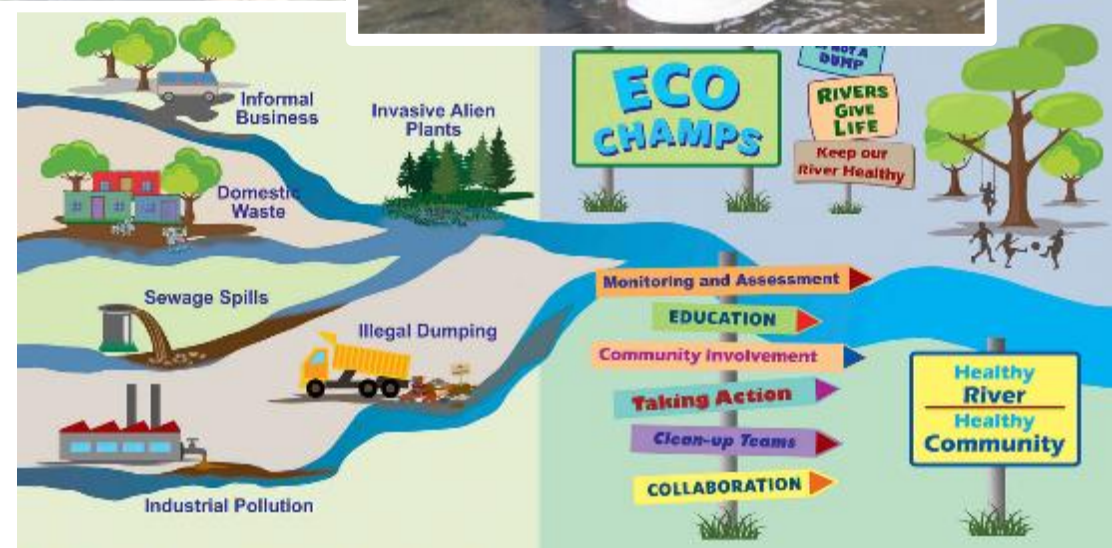 Informal
Business
Invasive Alien
Plants
Domestic
Waste
Sewage Spills
Illegal Dumping
Industrial Pollution
ECO
CHAMPS
NOT A
DUMP
RIVERS
GIVE
LIFE
Keep our
River Healthy
Monitoring and Assessment
EDUCATION
Community Involvement
Taking Action
Clean-up Teams
COLLABORATION
Healthy
River
Healthy
Community